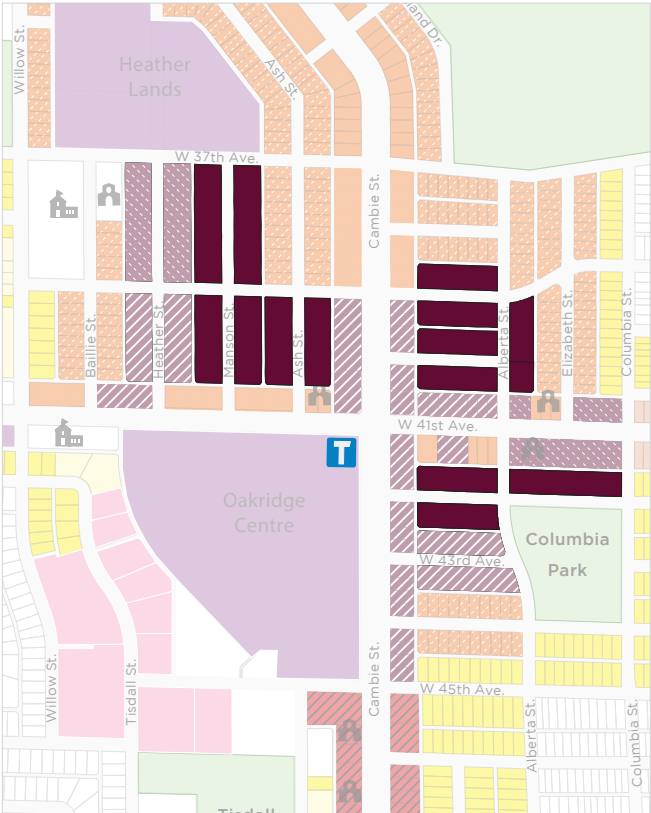 land Dr.
Willow St.
Heather
Lands
Ash St.
W 37th Ave.
Cambie St.
Baillie St.
Heather St.
Manson St.
Ash St.
Alberta St.
Elizabeth St.
Columbia St.
W 41st Ave.
T
Oakridge
Centre
Columbia
Park
W 43rd Ave.
Willow St.
Tisdall St.
Cambie St.
W 45th Ave.
Alberta St.
Columbia St.
Tisdall